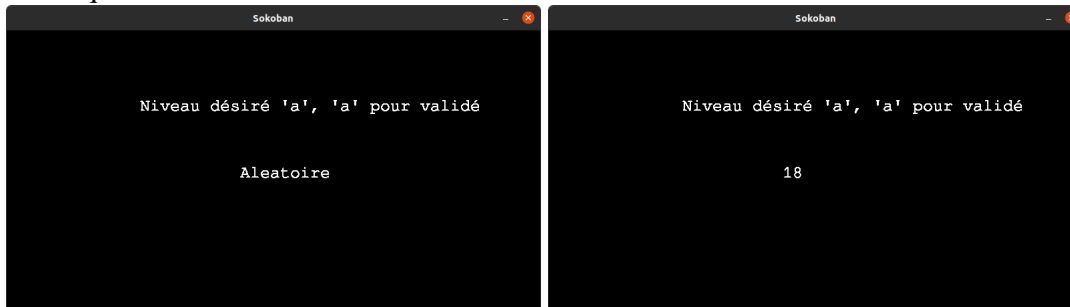 Sokoban
Niveau désiré 'a', 'a' pour validé
Aleatoire
Sokoban
Niveau désiré 'a', 'a' pour validé
18